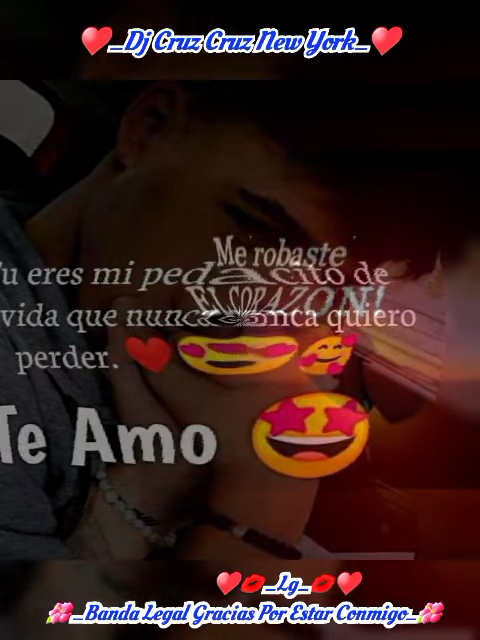 ❤️_Dj Cruz Cruz New York_❤️
Me robaste
Tu eres mi pedacito de
EL CORAZON!
vida que nunca nunca quiero
perder. ❤️😍🥰
Te Amo 🤩
❤️💋_Lg_💋❤️
🌺_Banda Legal Gracias Por Estar Conmigo_🌺